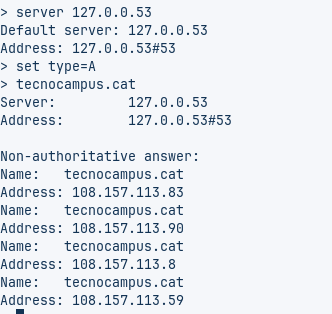 > server 127.0.0.53
Default server: 127.0.0.53
Address: 127.0.0.53#53
> set type=A
> tecnocampus.cat
Server:         127.0.0.53
Address:        127.0.0.53#53

Non-authoritative answer:
Name:   tecnocampus.cat
Address: 108.157.113.83
Name:   tecnocampus.cat
Address: 108.157.113.90
Name:   tecnocampus.cat
Address: 108.157.113.8
Name:   tecnocampus.cat
Address: 108.157.113.59